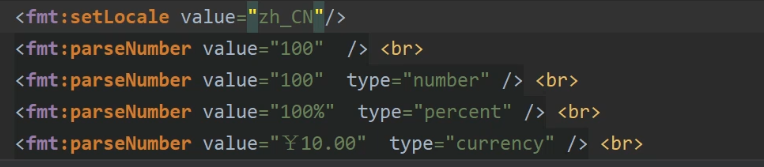 <fmt:setLocale value="zh_CN"/>
<fmt:parseNumber value="100"  /> <br>
<fmt:parseNumber value="100"  type="number" /> <br>
<fmt:parseNumber value="100%"  type="percent" /> <br>
<fmt:parseNumber value="¥10.00"  type="currency" /> <br>